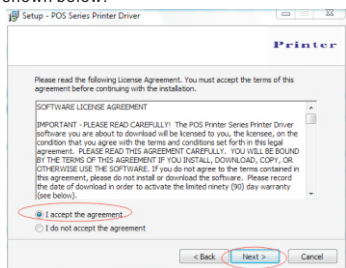 shown below:
Setup - POS Series Printer Driver
Printer
Please read the following License Agreement. You must accept the terms of this
agreement before continuing with the installation.
SOFTWARE LICENSE AGREEMENT
IMPORTANT - PLEASE READ CAREFULLY! The POS Printer Series Printer Driver
software you are about to download will be licensed to you, the licensee, on the
condition that you agree with the terms and conditions set forth in this legal
agreement. PLEASE READ THIS AGREEMENT CAREFULLY. YOU WILL BE BOUND
BY THE TERMS OF THIS AGREEMENT IF YOU INSTALL, DOWNLOAD, COPY, OR
OTHERWISE USE THE SOFTWARE. If you do not agree to the terms contained in
this agreement, please do not install or download the software. Please record
the date of download in order to activate the limited ninety (90) day warranty
(see below).
I accept the agreement
I do not accept the agreement
< Back
Next >
Cancel